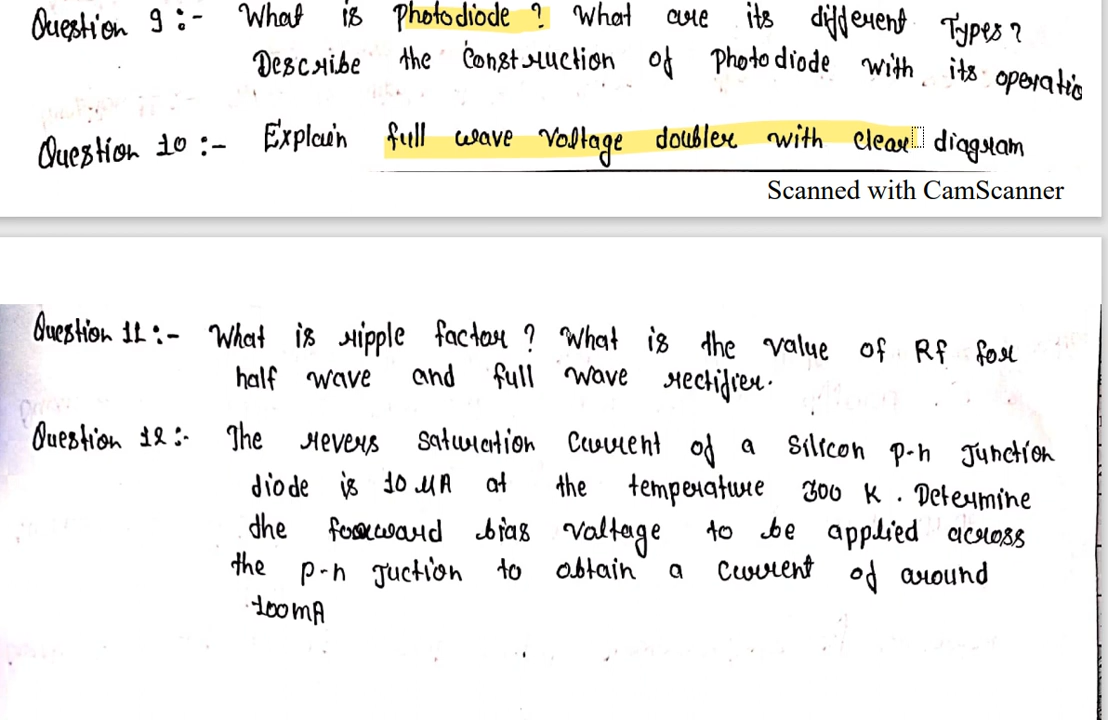 Question 9 :- What is Photodiode ? What are its different Types ?
Describe the Construction of Photodiode with its operatio
Question 10 :- Explain full wave Voltage doubler with clear diagram
Scanned with CamScanner
Question 11 :- What is ripple factor ? What is the value of Rf for
half wave and full wave rectifier.
Question 12 :- The revers saturation Current of a Silicon p-n Junction
diode is 10 μA at the temperature 300 K . Determine
the forward bias voltage to be applied across
the p-n Juction to obtain a current of around
100mA